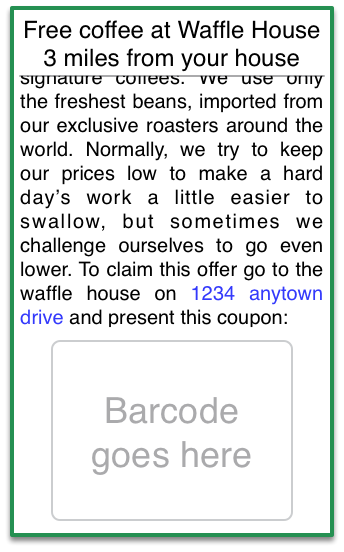 Free coffee at Waffle House
3 miles from your house
signature coffees. We use only
the freshest beans, imported from
our exclusive roasters around the
world. Normally, we try to keep
our prices low to make a hard
day’s work a little easier to
swallow, but sometimes we
challenge ourselves to go even
lower. To claim this offer go to the
waffle house on 1234 anytown
drive and present this coupon:
Barcode
goes here